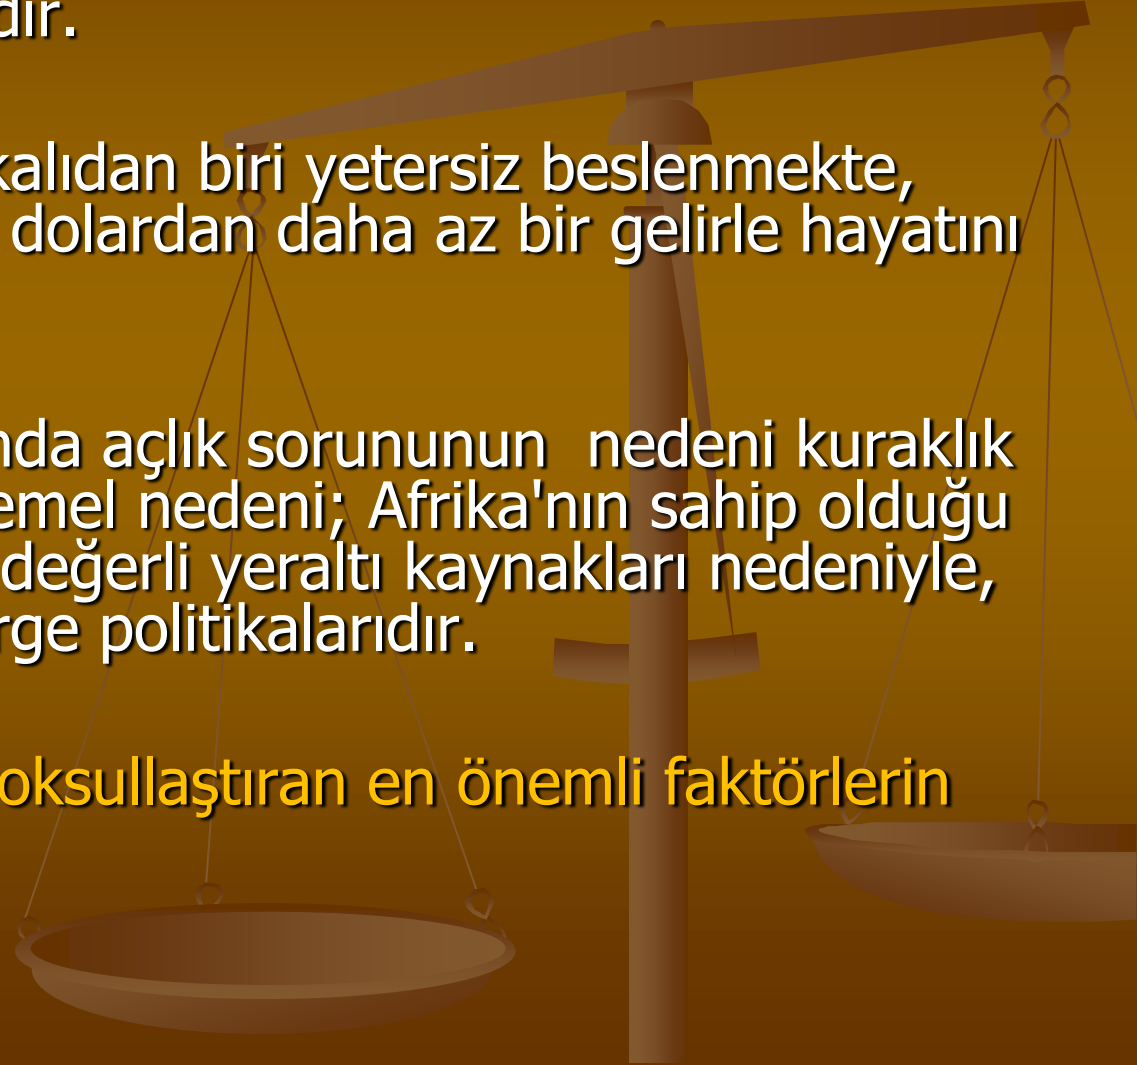 dır.
kalıdan biri yetersiz beslenmekte,
dolardan daha az bir gelirle hayatını
nda açlık sorununun nedeni kuraklık
emel nedeni; Afrika'nın sahip olduğu
değerli yeraltı kaynakları nedeniyle,
rge politikalarıdır.
oksullaştıran en önemli faktörlerin